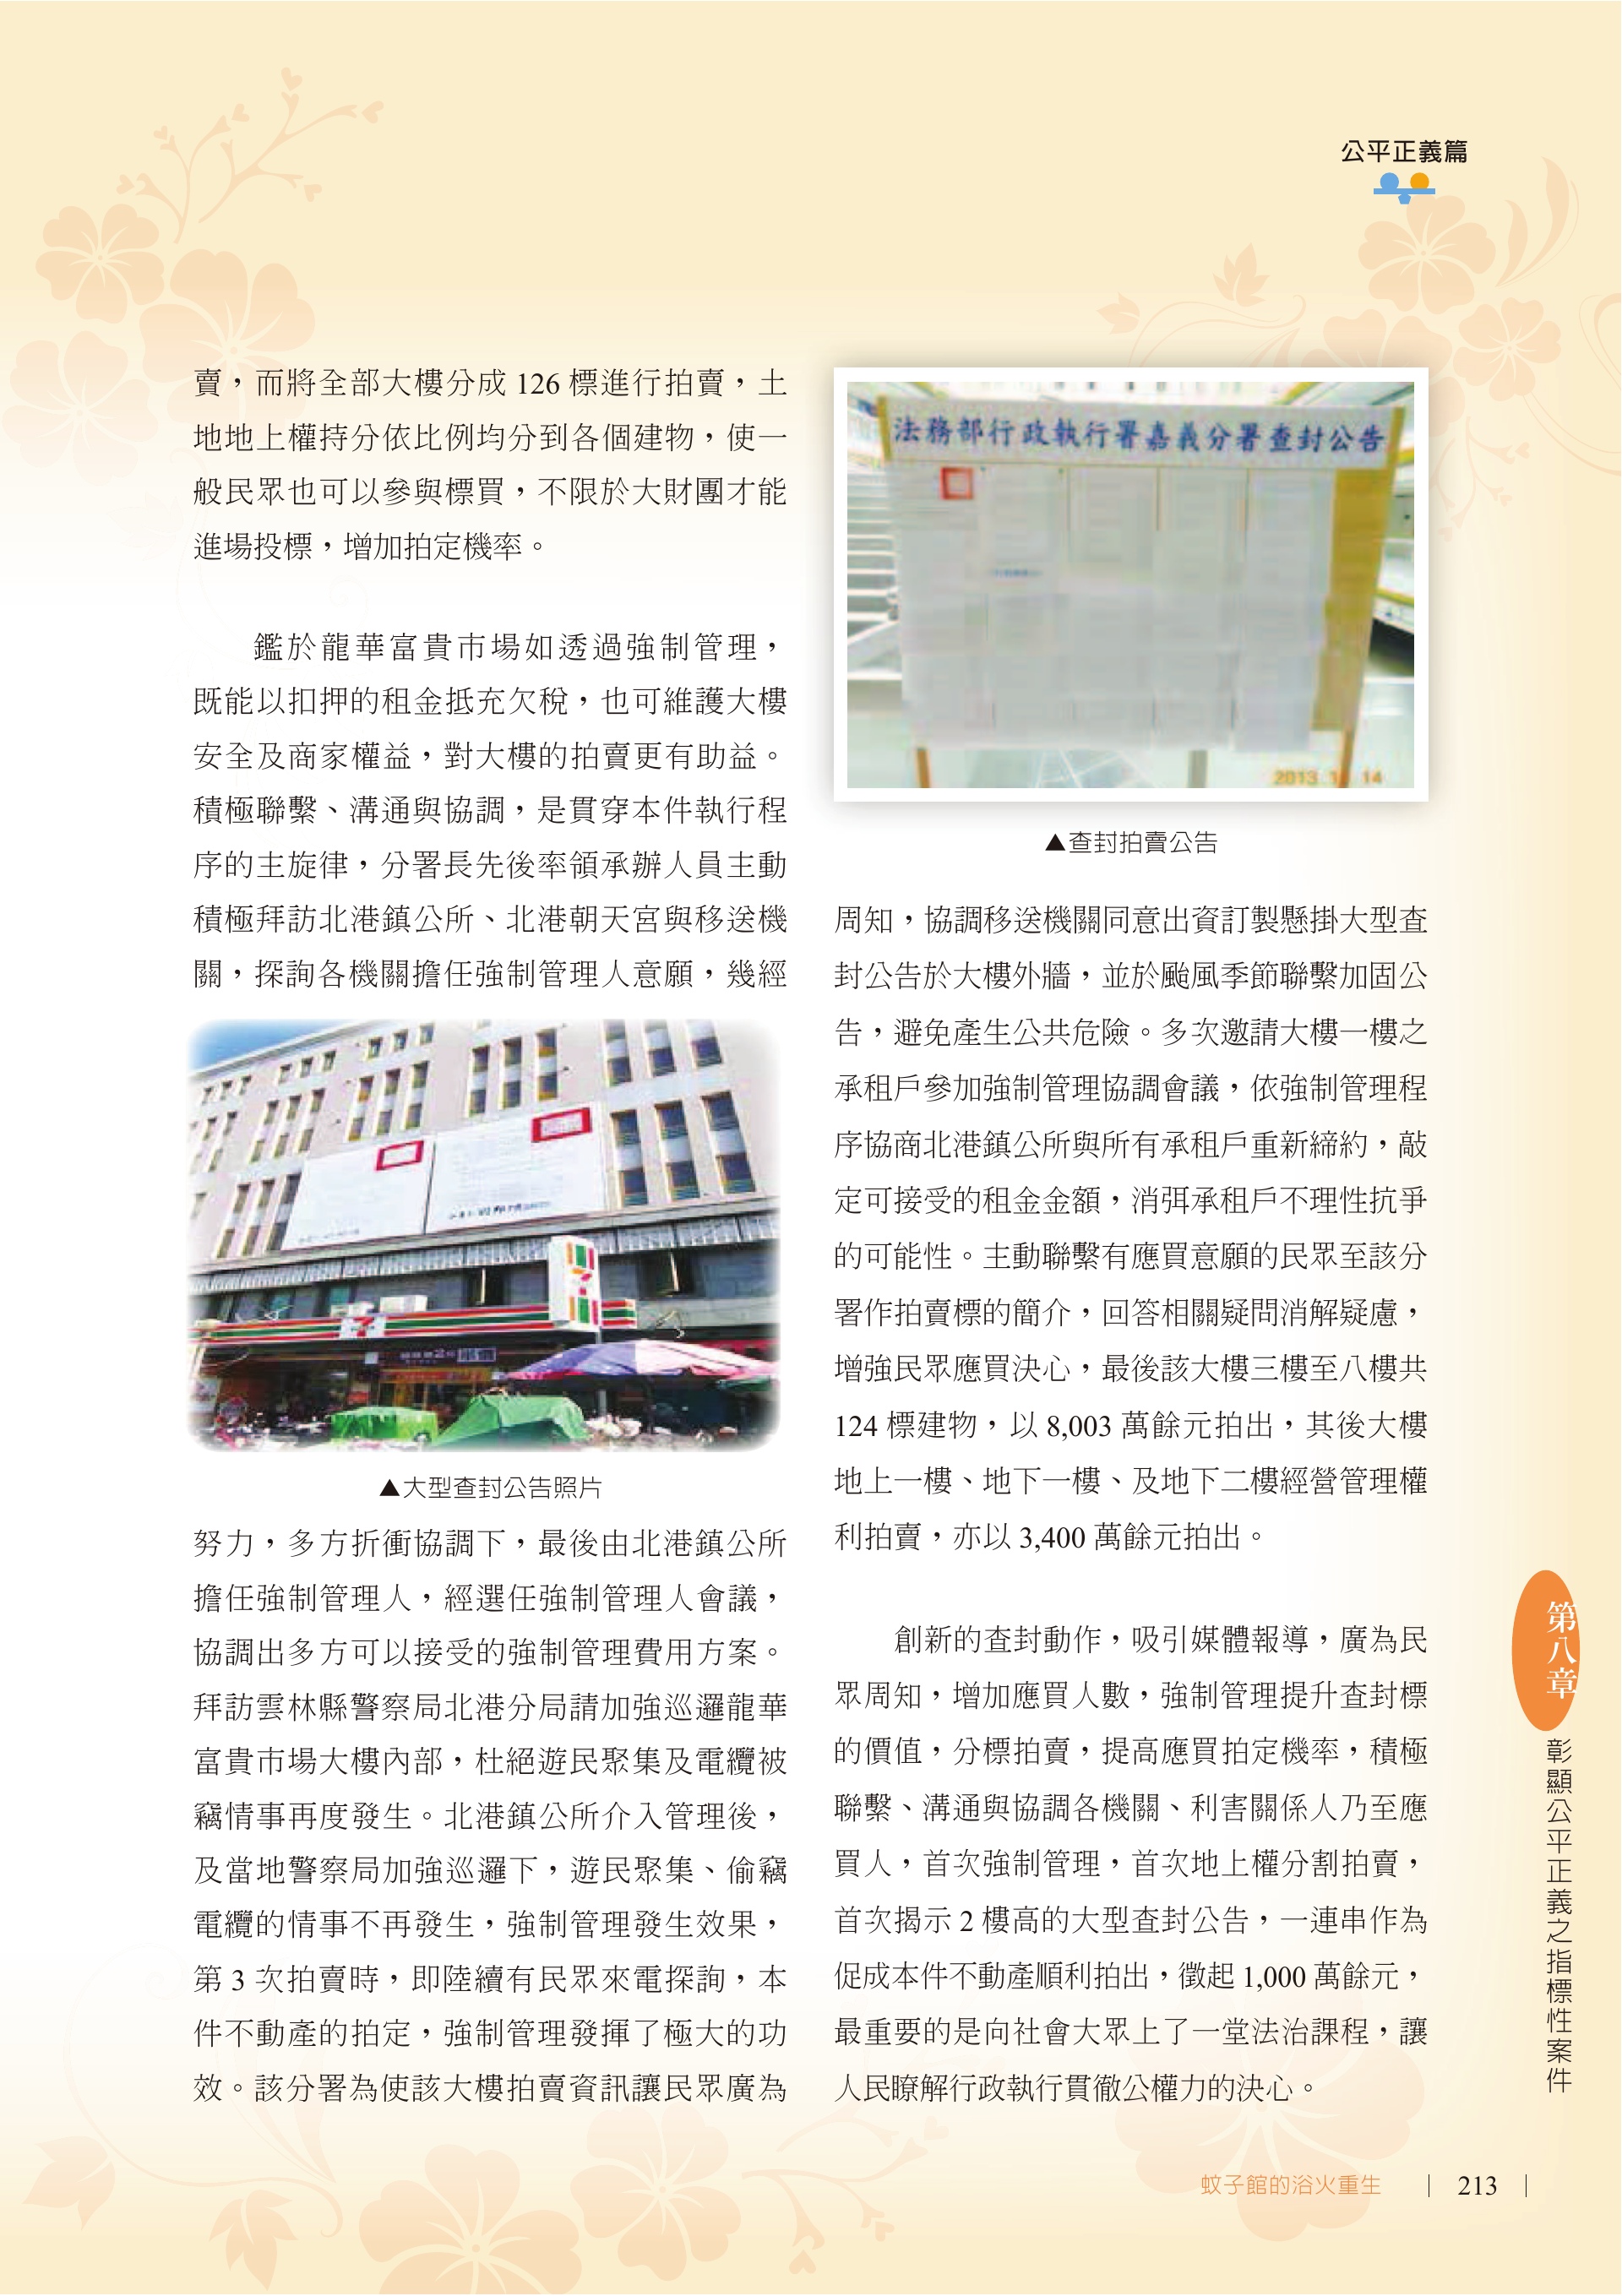 公平正義篇
賣，而將全部大樓分成 126 標進行拍賣，土
地地上權持分依比例均分到各個建物，使一
般民眾也可以參與標買，不限於大財團才能
進場投標，增加拍定機率。
鑑於龍華富貴市場如透過強制管理，
既能以扣押的租金抵充欠稅，也可維護大樓
安全及商家權益，對大樓的拍賣更有助益。
積極聯繫、溝通與協調，是貫穿本件執行程
序的主旋律，分署長先後率領承辦人員主動
積極拜訪北港鎮公所、北港朝天宮與移送機
關，探詢各機關擔任強制管理人意願，幾經
▲大型查封公告照片
努力，多方折衝協調下，最後由北港鎮公所
擔任強制管理人，經選任強制管理人會議，
協調出多方可以接受的強制管理費用方案。
拜訪雲林縣警察局北港分局請加強巡邏龍華
富貴市場大樓內部，杜絕遊民聚集及電纜被
竊情事再度發生。北港鎮公所介入管理後，
及當地警察局加強巡邏下，遊民聚集、偷竊
電纜的情事不再發生，強制管理發生效果，
第 3 次拍賣時，即陸續有民眾來電探詢，本
件不動產的拍定，強制管理發揮了極大的功
效。該分署為使該大樓拍賣資訊讓民眾廣為
法務部行政執行署嘉義分署查封公告
▲查封拍賣公告
周知，協調移送機關同意出資訂製懸掛大型查
封公告於大樓外牆，並於颱風季節聯繫加固公
告，避免產生公共危險。多次邀請大樓一樓之
承租戶參加強制管理協調會議，依強制管理程
序協商北港鎮公所與所有承租戶重新締約，敲
定可接受的租金金額，消弭承租戶不理性抗爭
的可能性。主動聯繫有應買意願的民眾至該分
署作拍賣標的簡介，回答相關疑問消解疑慮，
增強民眾應買決心，最後該大樓三樓至八樓共
124 標建物，以 8,003 萬餘元拍出，其後大樓
地上一樓、地下一樓、及地下二樓經營管理權
利拍賣，亦以 3,400 萬餘元拍出。
創新的查封動作，吸引媒體報導，廣為民
眾周知，增加應買人數，強制管理提升查封標
的價值，分標拍賣，提高應買拍定機率，積極
聯繫、溝通與協調各機關、利害關係人乃至應
買人，首次強制管理，首次地上權分割拍賣，
首次揭示 2 樓高的大型查封公告，一連串作為
促成本件不動產順利拍出，徵起 1,000 萬餘元，
最重要的是向社會大眾上了一堂法治課程，讓
人民瞭解行政執行貫徹公權力的決心。
第八章
彰顯公平正義之指標性案件
蚊子館的浴火重生
213